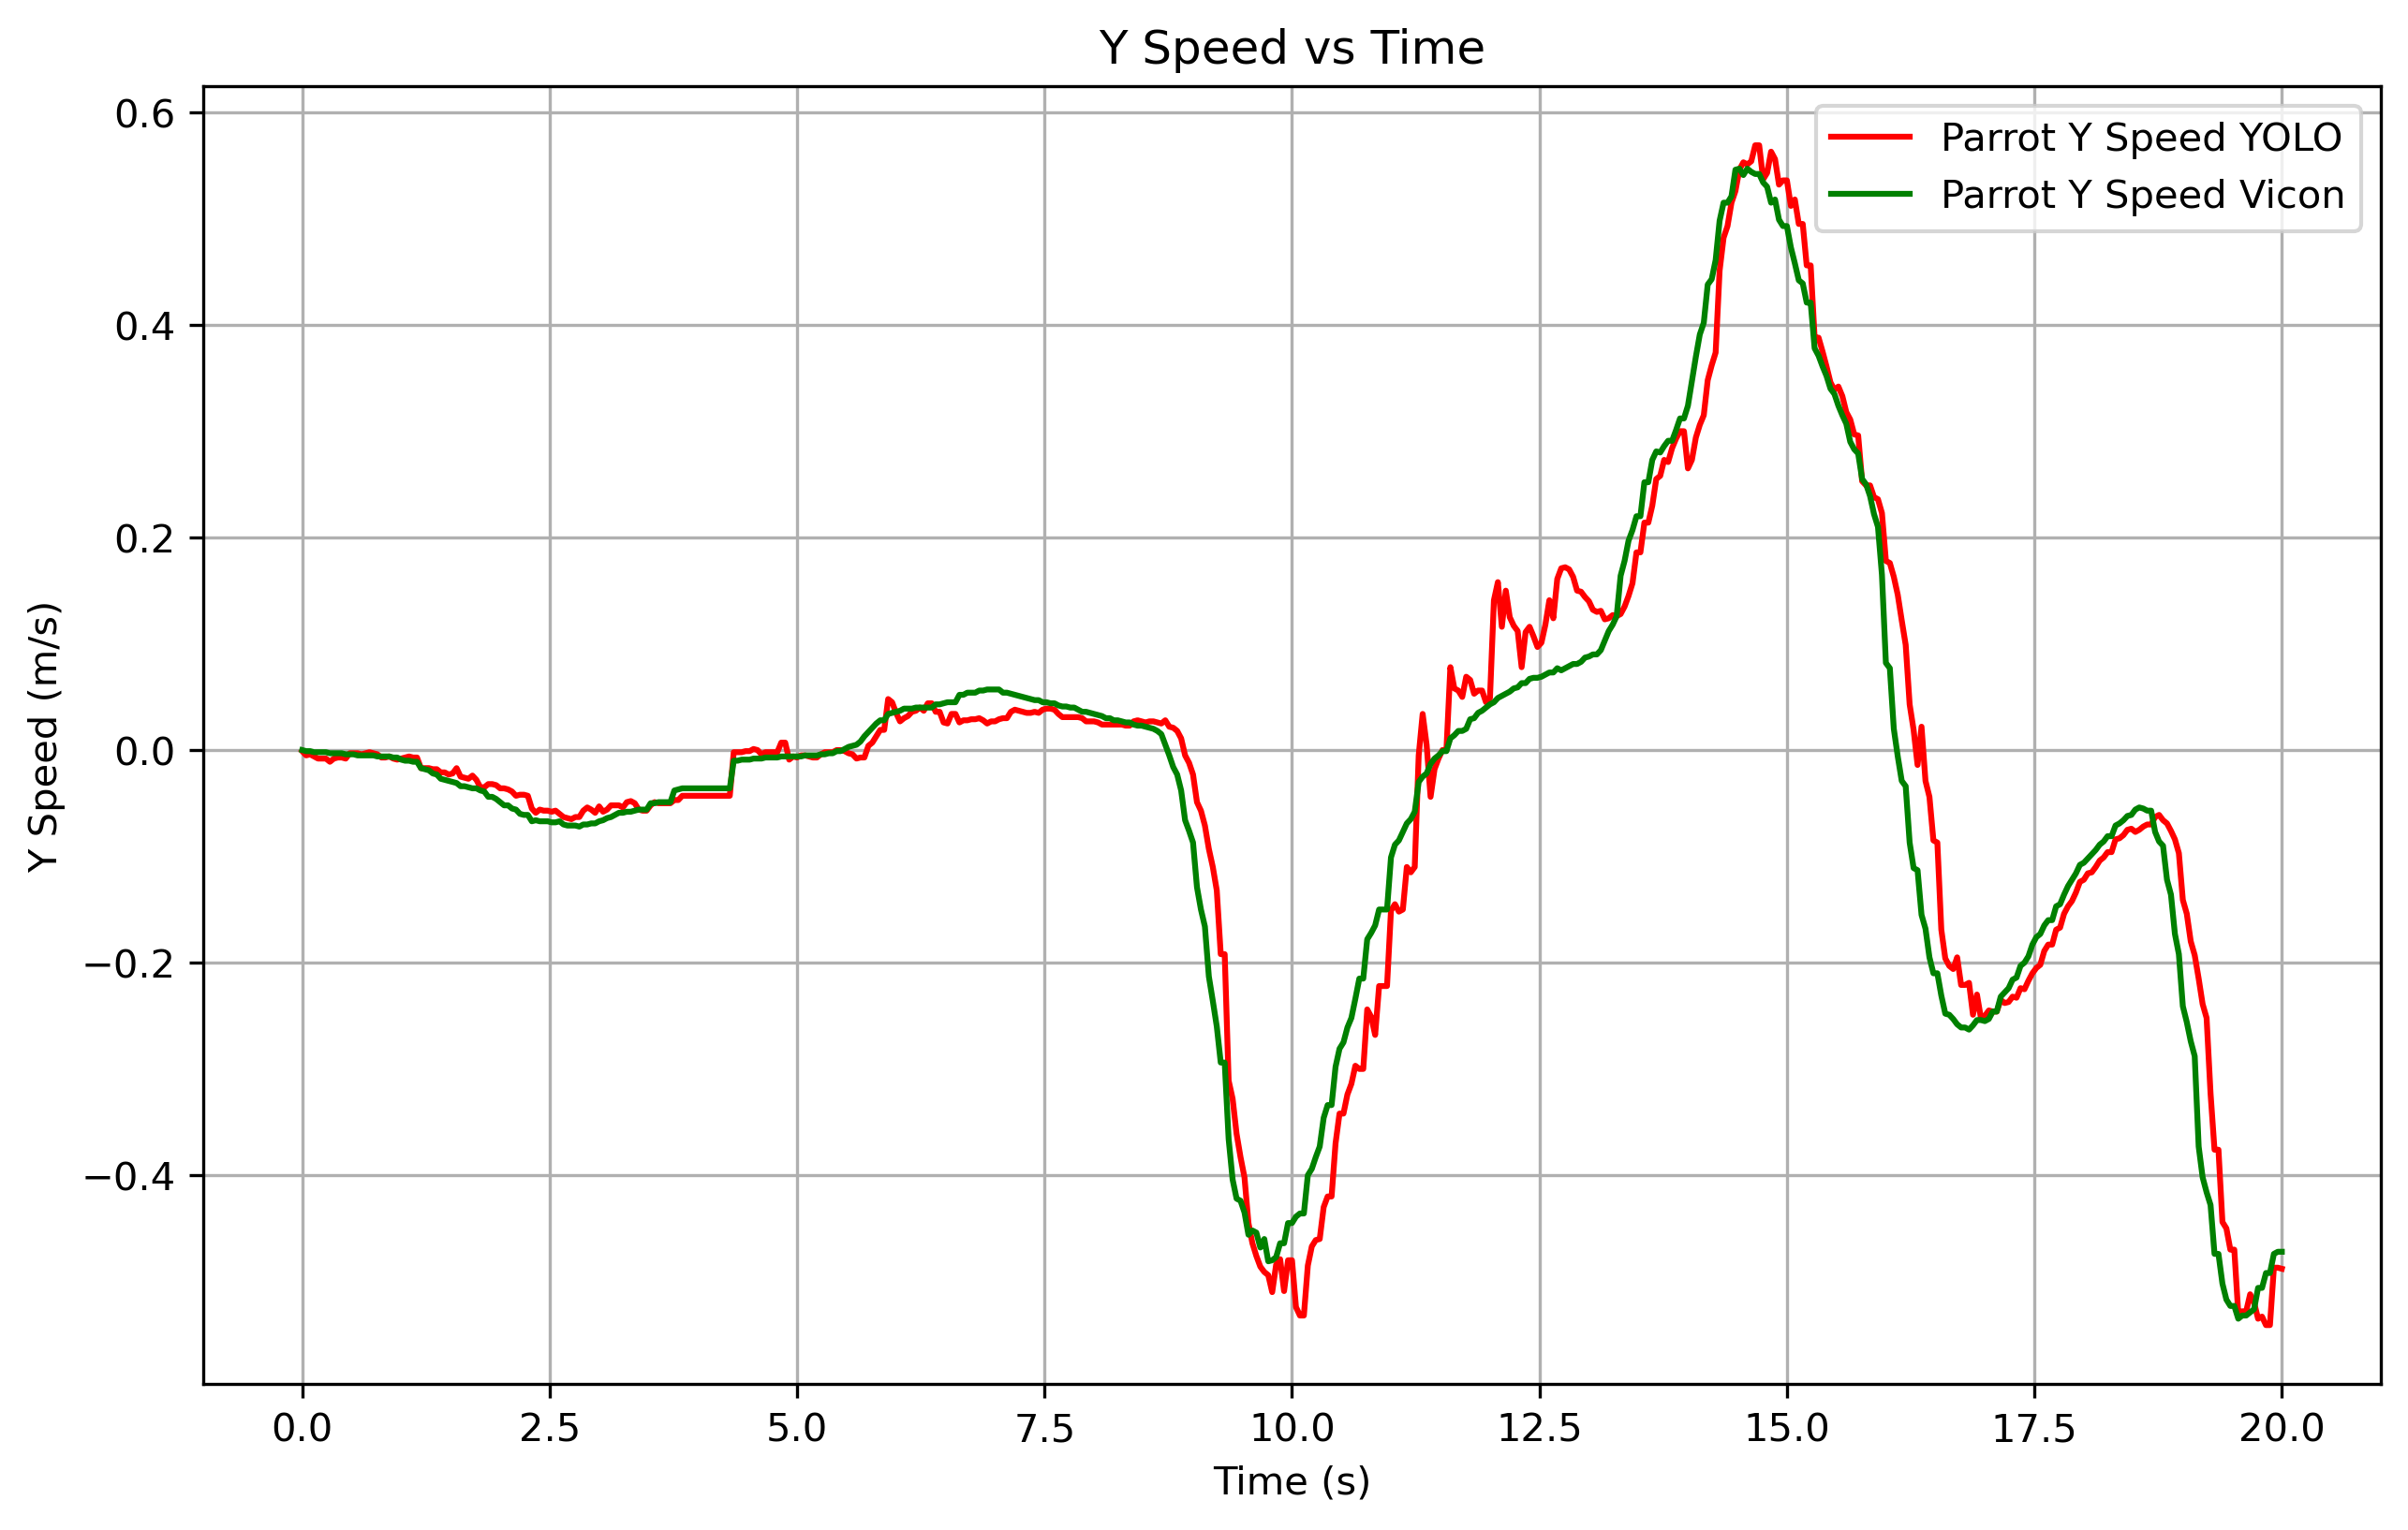 Y Speed vs Time
Parrot Y Speed YOLO
Parrot Y Speed Vicon
0.6
0.4
0.2
0.0
−0.2
−0.4
Y Speed (m/s)
0.0 2.5 5.0 7.5 10.0 12.5 15.0 17.5 20.0
Time (s)